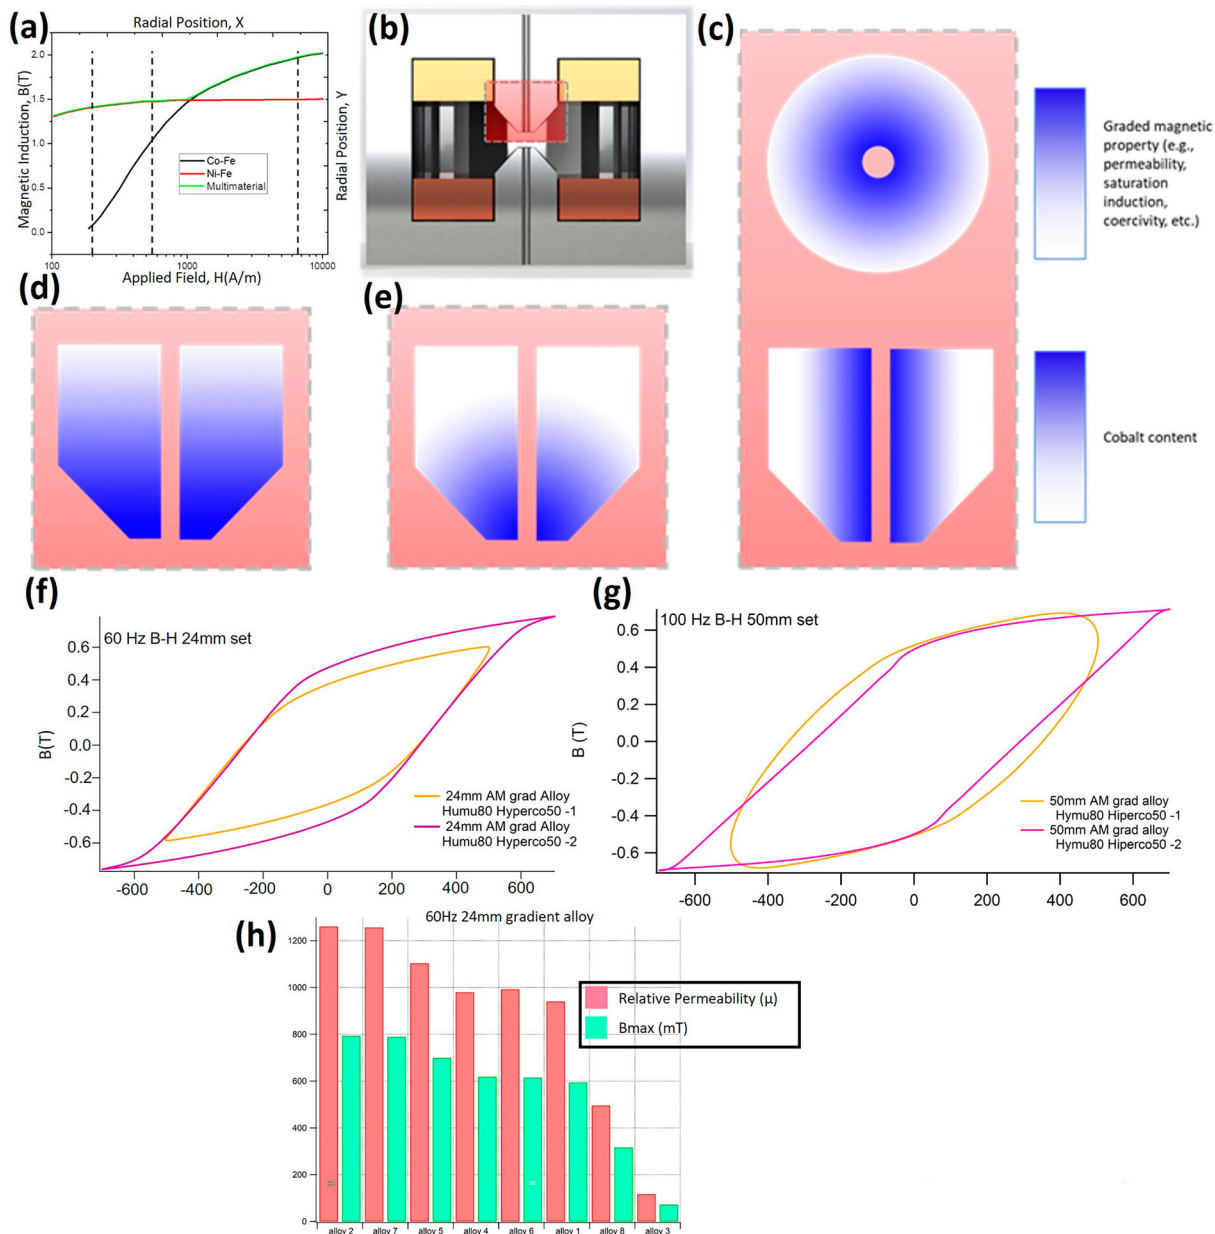 (a)
Radial Position, X
Magnetic Induction, B(T)
2.0
1.5
1.0
0.5
0.0
Co-Fe
Ni-Fe
Multimaterial
100
1000
10000
Applied Field, H(A/m)
Radial Position, Y
(b)
(c)
Graded magnetic
property (e.g.,
permeability,
saturation
induction,
coercivity, etc.)
Cobalt content
(d)
(e)
(f)
60 Hz B-H 24mm set
B(T)
0.6
0.4
0.2
0.0
-0.2
-0.4
-0.6
-600
-400
-200
0
200
400
600
24mm AM grad Alloy
Humu80 Hyperco50 -1
24mm AM grad Alloy
Humu80 Hyperco50 -2
(g)
100 Hz B-H 50mm set
B (T)
0.6
0.4
0.2
0.0
-0.2
-0.4
-0.6
-600
-400
-200
0
200
400
600
50mm AM grad alloy
Hymu80 Hiperco50 -1
50mm AM grad alloy
Hymu80 Hiperco50 -2
(h)
60Hz 24mm gradient alloy
1200
1000
800
600
400
200
0
Relative Permeability (μ)
Bmax (mT)
alloy 2
alloy 7
alloy 5
alloy 4
alloy 6
alloy 1
alloy 8
alloy 3